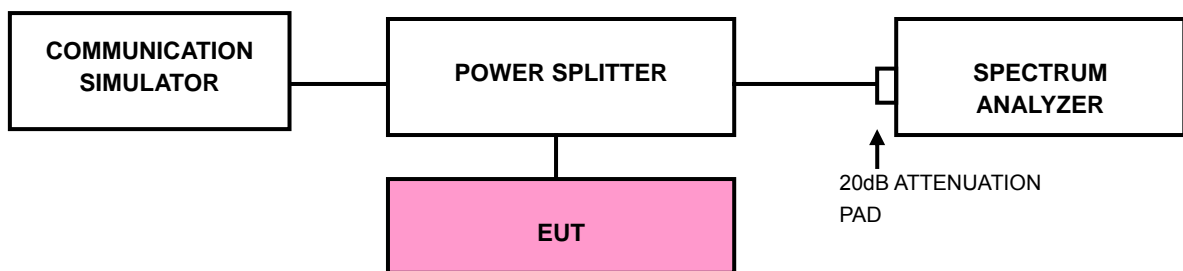 COMMUNICATION
SIMULATOR
POWER SPLITTER
SPECTRUM
ANALYZER
20dB ATTENUATION
PAD
EUT